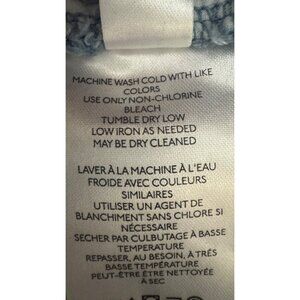 MACHINE WASH COLD WITH LIKE
COLORS
USE ONLY NON-CHLORINE
BLEACH
TUMBLE DRY LOW
LOW IRON AS NEEDED
MAY BE DRY CLEANED
LAVER À LA MACHINE À L'EAU
FROIDE AVEC COULEURS
SIMILAIRES
UTILISER UN AGENT DE
BLANCHIMENT SANS CHLORE SI
NÉCESSAIRE
SECHER PAR CULBUTAGE À BASSE
TEMPERATURE
REPASSER, AU BESOIN, À TRÈS
BASSE TEMPÉRATURE
PEUT-ÊTRE ÊTRE NETTOYÉE
À SEC